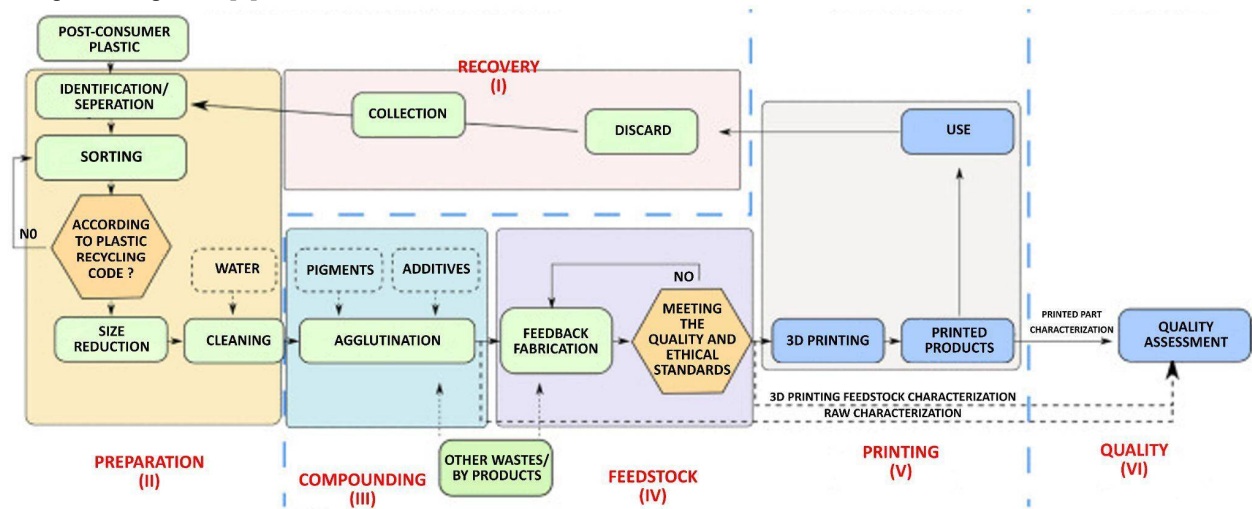 POST-CONSUMER
PLASTIC
IDENTIFICATION/
SEPERATION
SORTING
N0
ACCORDING
TO PLASTIC
RECYCLING
CODE ?
SIZE
REDUCTION
WATER
CLEANING
PREPARATION
(II)
RECOVERY
(I)
COLLECTION
DISCARD
PIGMENTS
ADDITIVES
AGGLUTINATION
COMPOUNDING
(III)
OTHER WASTES/
BY PRODUCTS
NO
FEEDBACK
FABRICATION
MEETING
THE
QUALITY AND
ETHICAL
STANDARDS
FEEDSTOCK
(IV)
USE
3D PRINTING
PRINTED
PRODUCTS
PRINTED PART
CHARACTERIZATION
3D PRINTING FEEDSTOCK CHARACTERIZATION
RAW CHARACTERIZATION
PRINTING
(V)
QUALITY
ASSESSMENT
QUALITY
(VI)